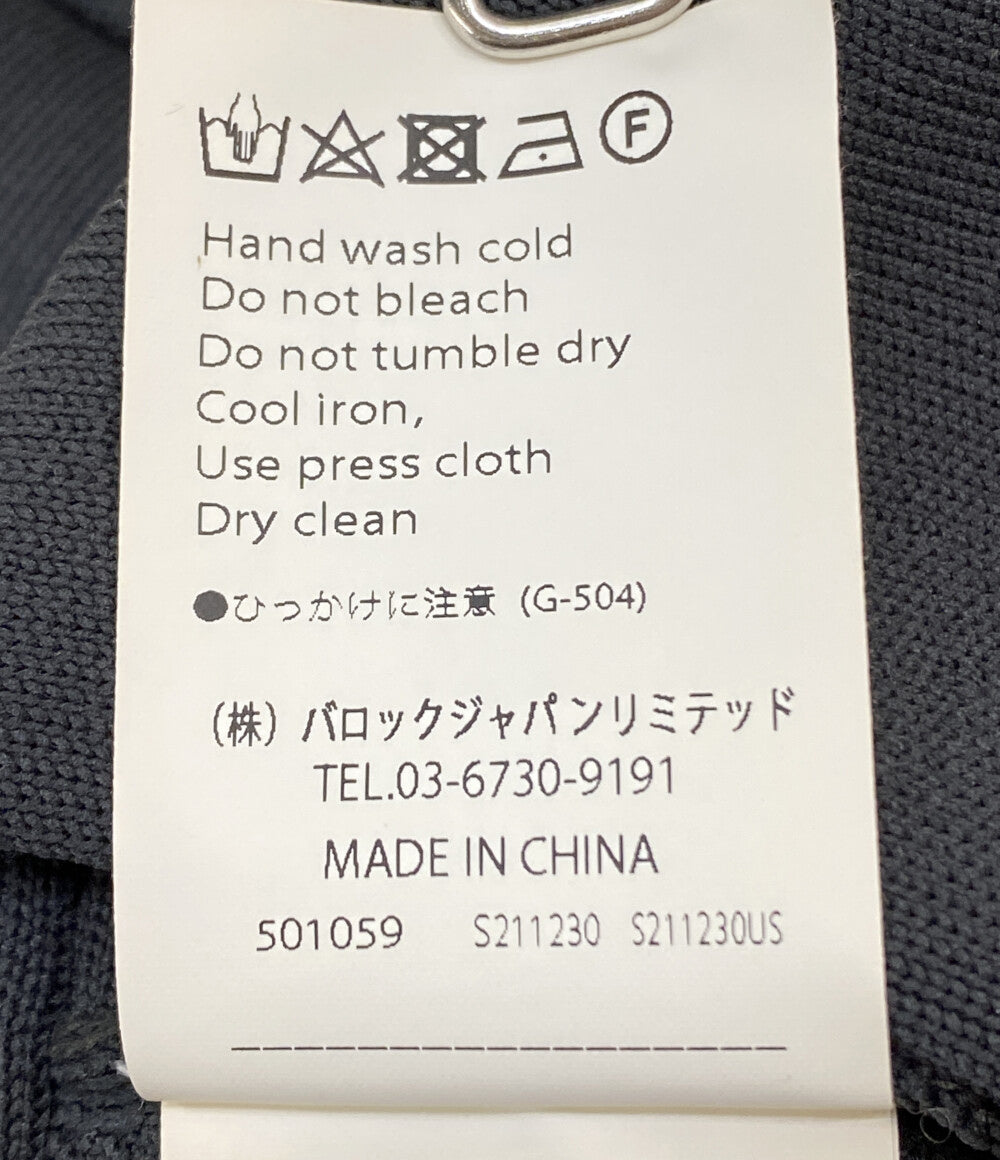 F
Hand wash cold
Do not bleach
Do not tumble dry
Cool iron,
Use press cloth
Dry clean
●ひっかけに注意 (G-504)
(株) バロックジャパンリミテッド
TEL.03-6730-9191
MADE IN CHINA
501059 S211230 S211230US